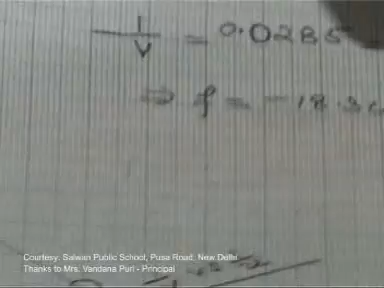 1/V = 0.0285
⇒ f = -18.3
Courtesy: Salwan Public School, Pusa Road, New Delhi
Thanks to Mrs. Vandana Puri - Principal